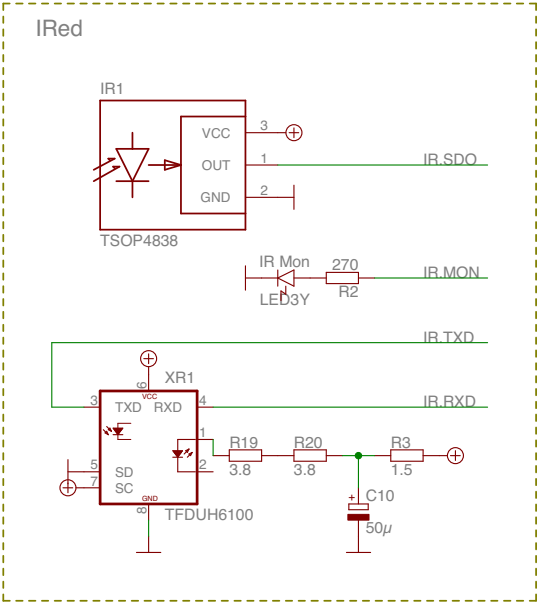 IRed
IR1
VCC 3
OUT 1 IR.SDO
GND 2
TSOP4838
IR Mon 270 IR.MON
LED3Y R2
IR.TXD
6 XR1
VCC
3 TXD RXD 4 IR.RXD
1 R19 R20 R3
2 3.8 3.8 1.5
5 SD
7 SC
GND
8 TFDUH6100
+ C10
50µ